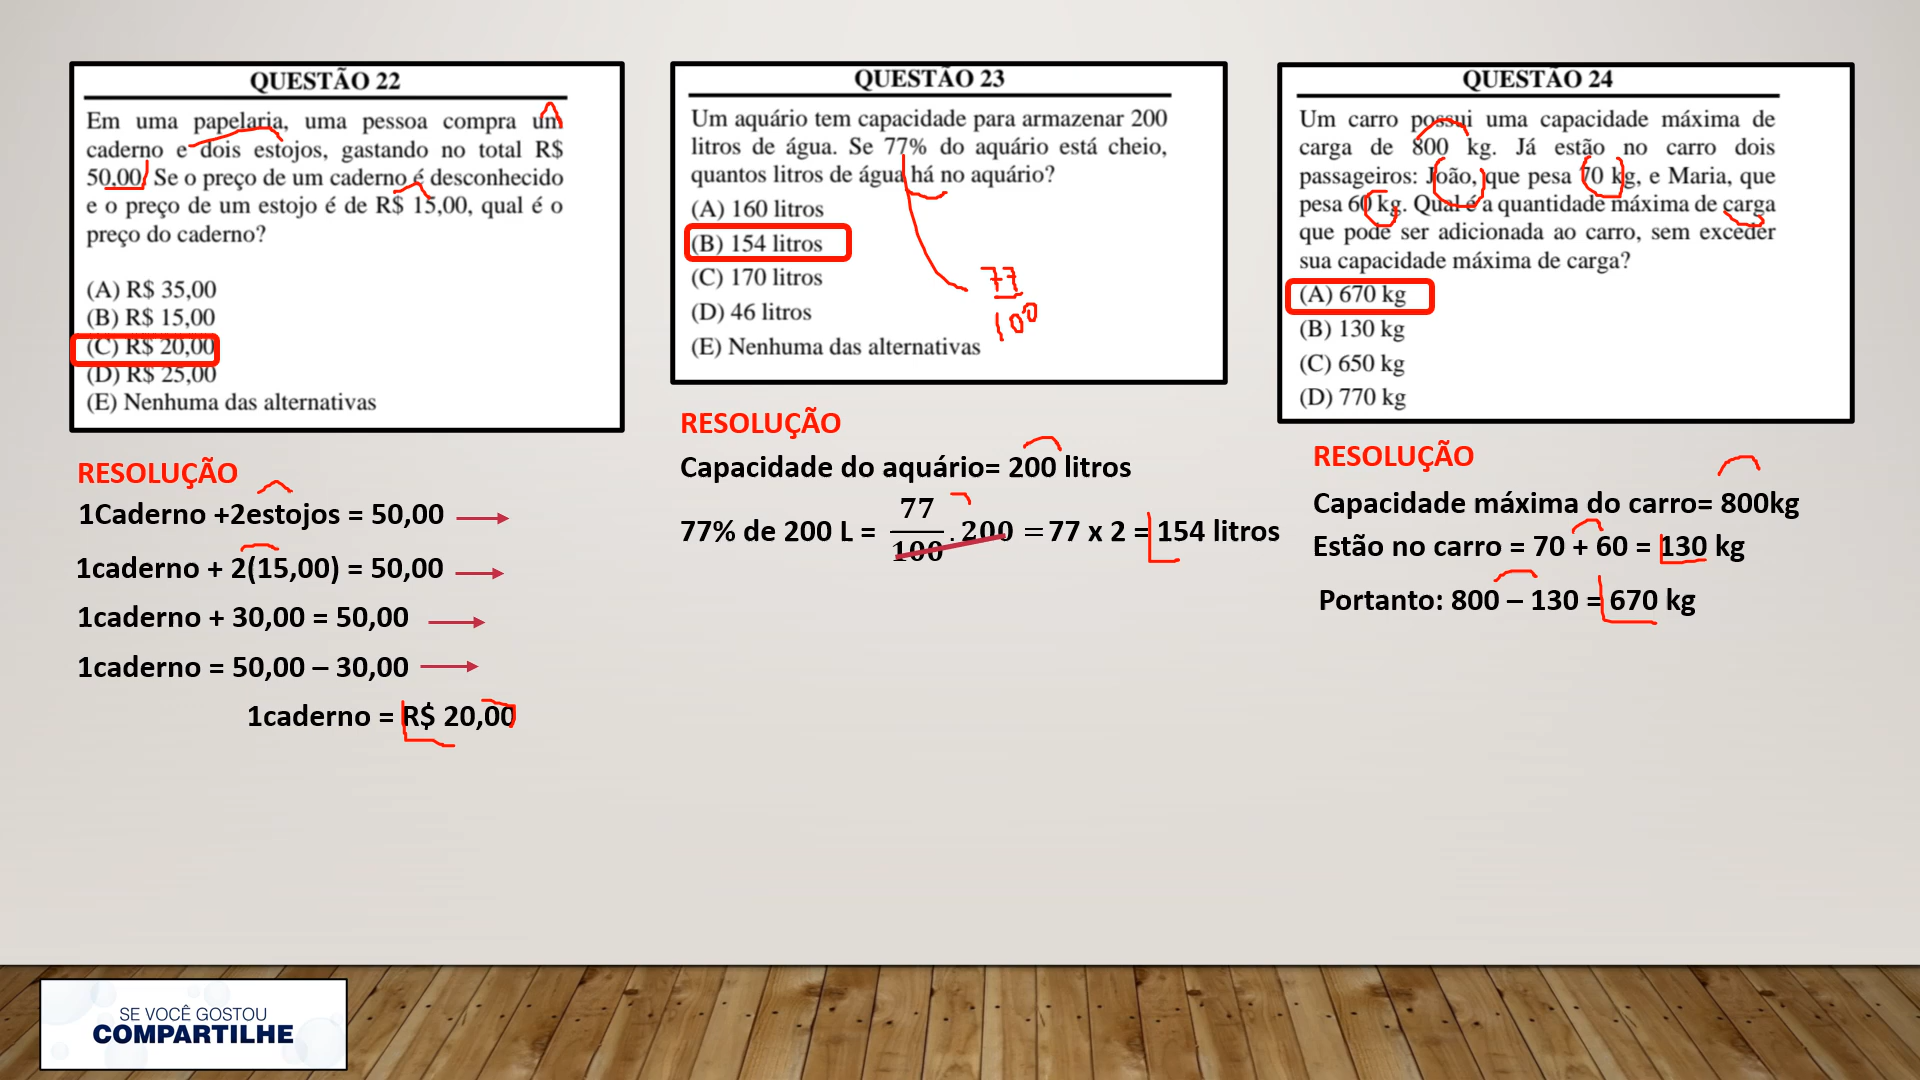 QUESTÃO 22
Em uma papelaria, uma pessoa compra um
caderno e dois estojos, gastando no total R$
50,00. Se o preço de um caderno é desconhecido
e o preço de um estojo é de R$ 15,00, qual é o
preço do caderno?
(A) R$ 35,00
(B) R$ 15,00
(C) R$ 20,00
(D) R$ 25,00
(E) Nenhuma das alternativas
RESOLUÇÃO
1Caderno +2estojos = 50,00
1caderno + 2(15,00) = 50,00
1caderno + 30,00 = 50,00
1caderno = 50,00 – 30,00
1caderno = R$ 20,00
QUESTÃO 23
Um aquário tem capacidade para armazenar 200
litros de água. Se 77% do aquário está cheio,
quantos litros de água há no aquário?
(A) 160 litros
(B) 154 litros
(C) 170 litros
(D) 46 litros
(E) Nenhuma das alternativas
77
100
RESOLUÇÃO
Capacidade do aquário= 200 litros
77% de 200 L = 77/100 . 200 = 77 x 2 = 154 litros
QUESTÃO 24
Um carro possui uma capacidade máxima de
carga de 800 kg. Já estão no carro dois
passageiros: João, que pesa 70 kg, e Maria, que
pesa 60 kg. Qual é a quantidade máxima de carga
que pode ser adicionada ao carro, sem exceder
sua capacidade máxima de carga?
(A) 670 kg
(B) 130 kg
(C) 650 kg
(D) 770 kg
RESOLUÇÃO
Capacidade máxima do carro= 800kg
Estão no carro = 70 + 60 = 130 kg
Portanto: 800 – 130 = 670 kg
SE VOCÊ GOSTOU
COMPARTILHE